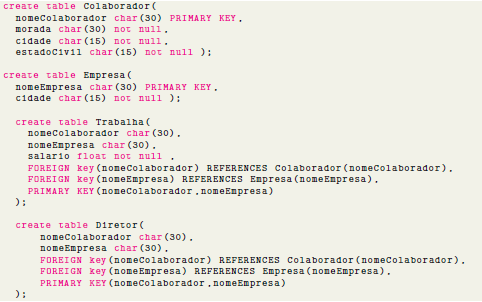 create table Colaborador(
nomeColaborador char(30) PRIMARY KEY,
morada char(30) not null,
cidade char(15) not null,
estadoCivil char(15) not null );
create table Empresa(
nomeEmpresa char(30) PRIMARY KEY,
cidade char(15) not null );
create table Trabalha(
nomeColaborador char(30),
nomeEmpresa char(30),
salario float not null ,
FOREIGN key(nomeColaborador) REFERENCES Colaborador(nomeColaborador),
FOREIGN key(nomeEmpresa) REFERENCES Empresa(nomeEmpresa),
PRIMARY KEY(nomeColaborador,nomeEmpresa)
);
create table Diretor(
nomeColaborador char(30),
nomeEmpresa char(30),
FOREIGN key(nomeColaborador) REFERENCES Colaborador(nomeColaborador),
FOREIGN key(nomeEmpresa) REFERENCES Empresa(nomeEmpresa),
PRIMARY KEY(nomeColaborador,nomeEmpresa)
);